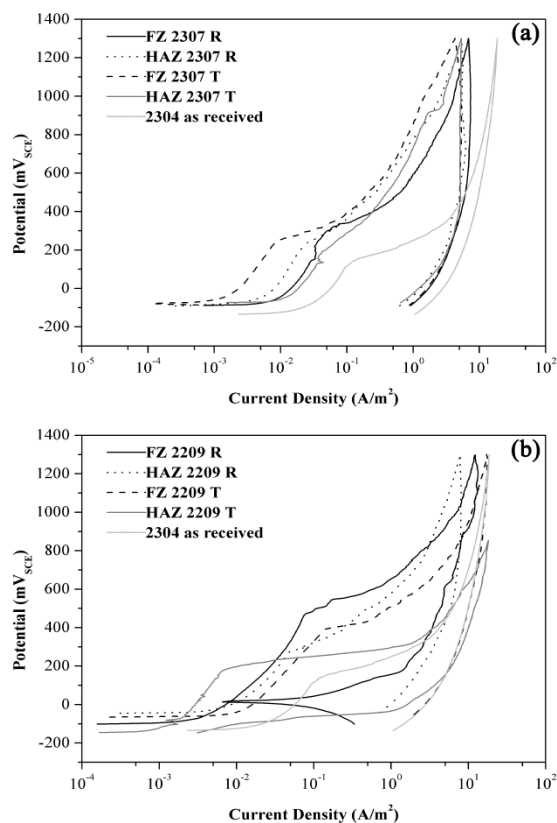 (a)
FZ 2307 R
HAZ 2307 R
FZ 2307 T
HAZ 2307 T
2304 as received
1400
1200
1000
800
600
400
200
0
-200
Potential (mV_SCE)
10^-5 10^-4 10^-3 10^-2 10^-1 10^0 10^1 10^2
Current Density (A/m^2)
(b)
FZ 2209 R
HAZ 2209 R
FZ 2209 T
HAZ 2209 T
2304 as received
1400
1200
1000
800
600
400
200
0
-200
Potential (mV_SCE)
10^-4 10^-3 10^-2 10^-1 10^0 10^1 10^2
Current Density (A/m^2)